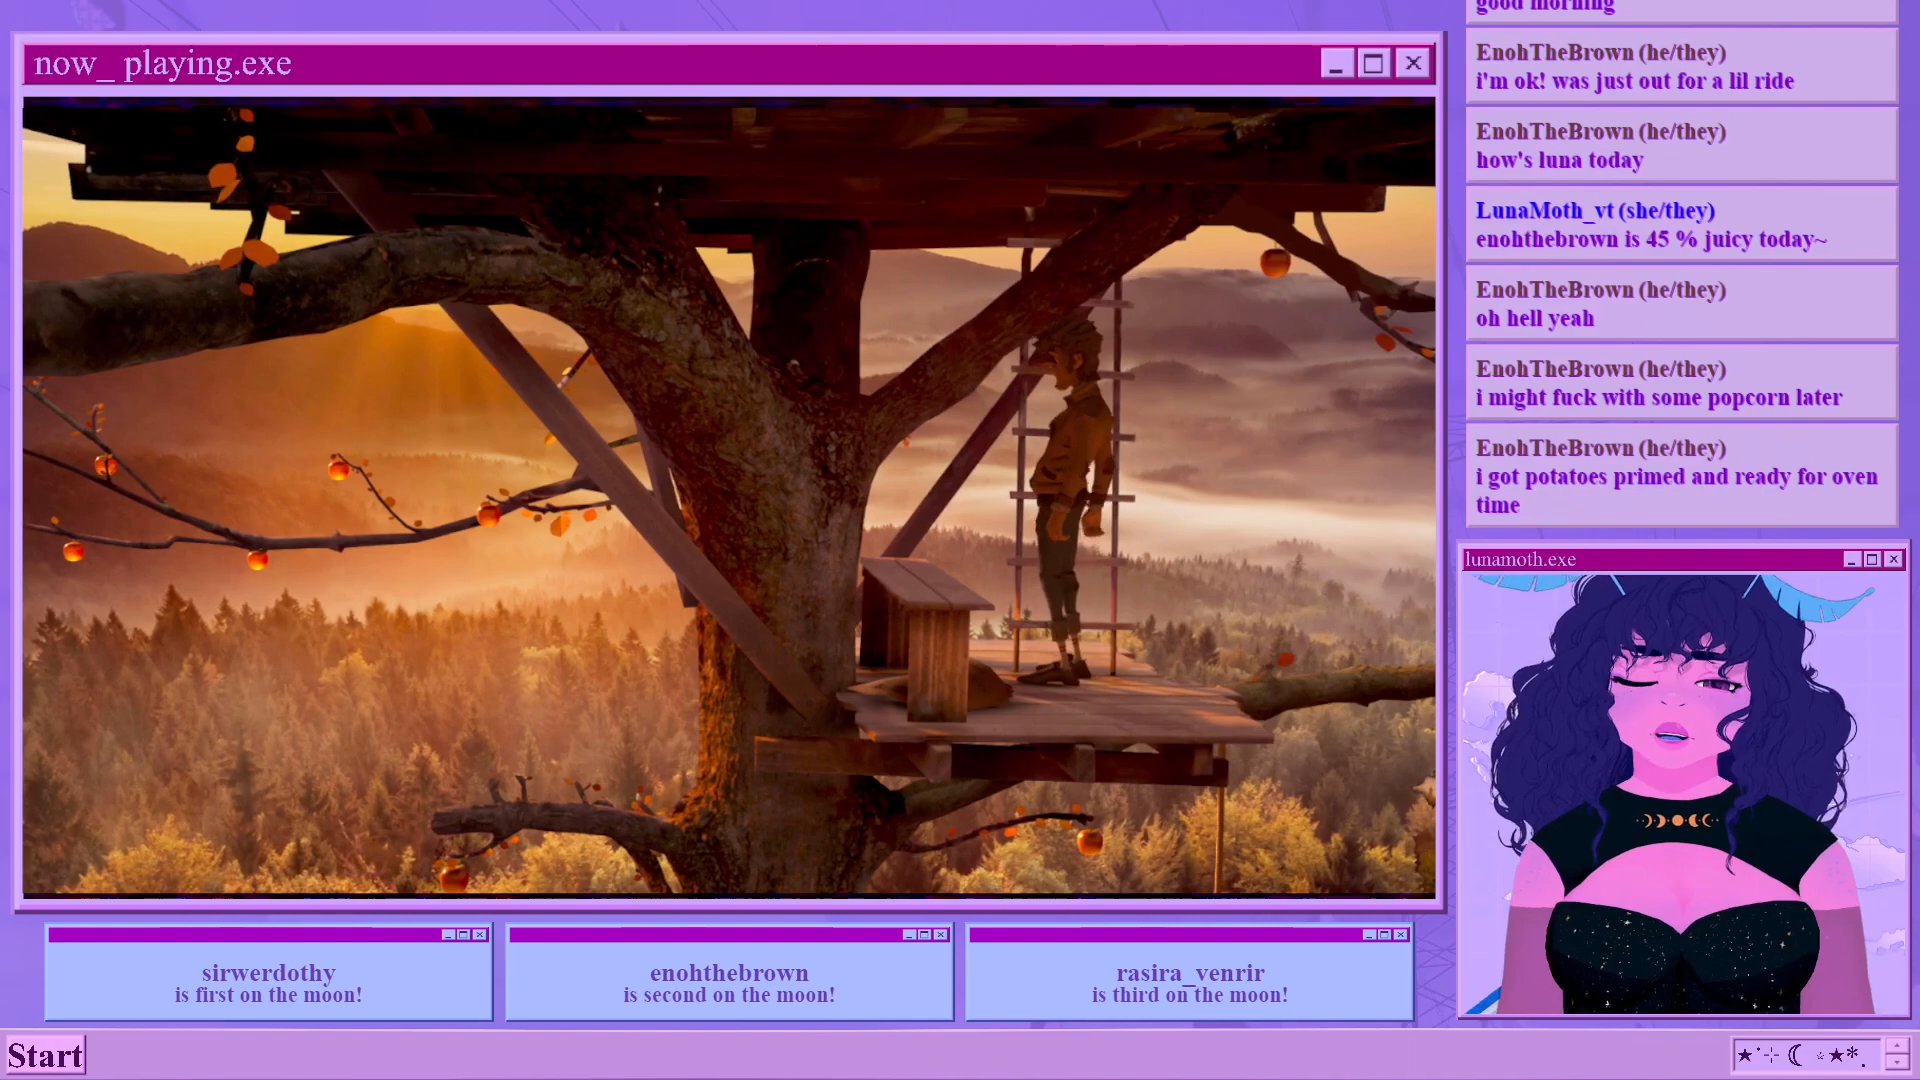 now_ playing.exe
good morning
EnohTheBrown (he/they)
i'm ok! was just out for a lil ride
EnohTheBrown (he/they)
how's luna today
LunaMoth_vt (she/they)
enohthebrown is 45 % juicy today~
EnohTheBrown (he/they)
oh hell yeah
EnohTheBrown (he/they)
i might fuck with some popcorn later
EnohTheBrown (he/they)
i got potatoes primed and ready for oven
time
lunamoth.exe
sirwerdothy
is first on the moon!
enohthebrown
is second on the moon!
rasira_venrir
is third on the moon!
Start